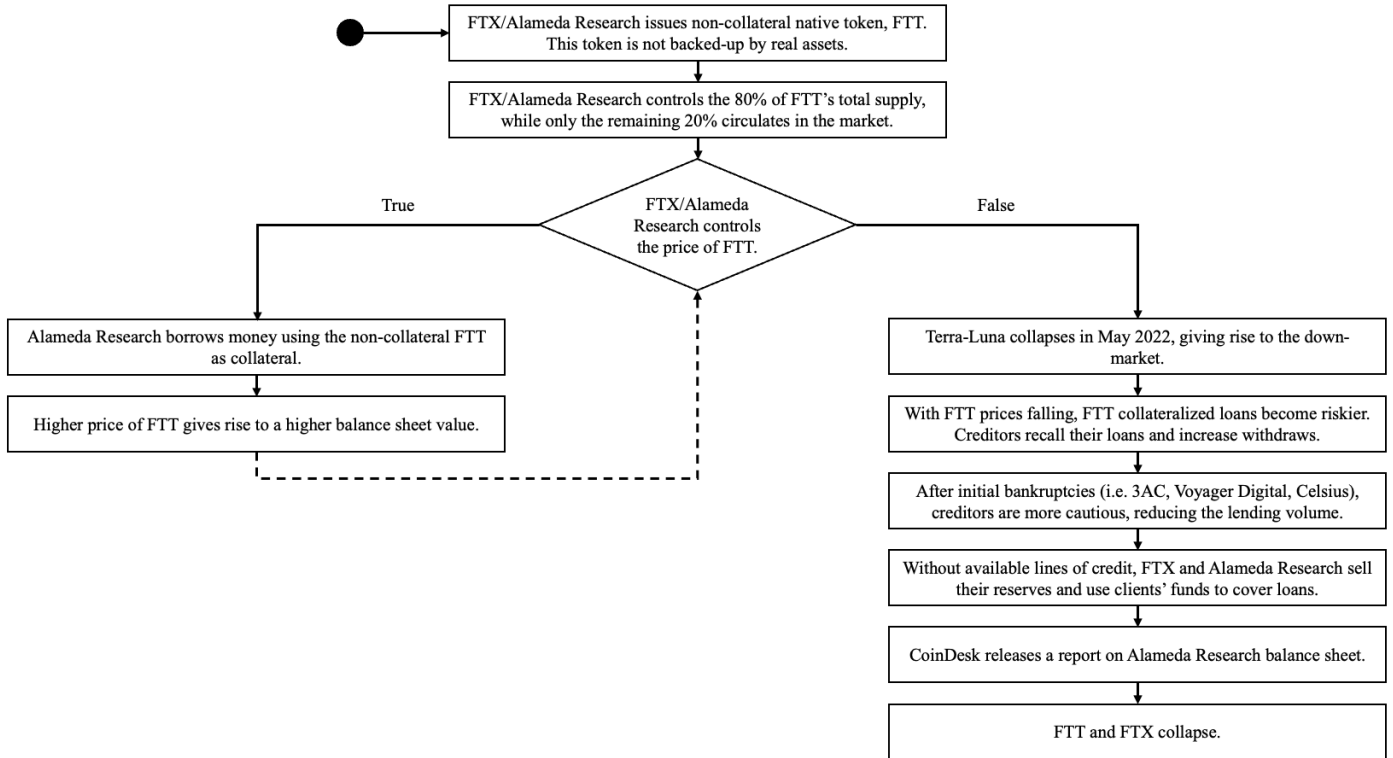 FTX/Alameda Research issues non-collateral native token, FTT.
This token is not backed-up by real assets.
FTX/Alameda Research controls the 80% of FTT’s total supply,
while only the remaining 20% circulates in the market.
FTX/Alameda
Research controls
the price of FTT.
True
Alameda Research borrows money using the non-collateral FTT
as collateral.
Higher price of FTT gives rise to a higher balance sheet value.
False
Terra-Luna collapses in May 2022, giving rise to the down-
market.
With FTT prices falling, FTT collateralized loans become riskier.
Creditors recall their loans and increase withdraws.
After initial bankruptcies (i.e. 3AC, Voyager Digital, Celsius),
creditors are more cautious, reducing the lending volume.
Without available lines of credit, FTX and Alameda Research sell
their reserves and use clients’ funds to cover loans.
CoinDesk releases a report on Alameda Research balance sheet.
FTT and FTX collapse.